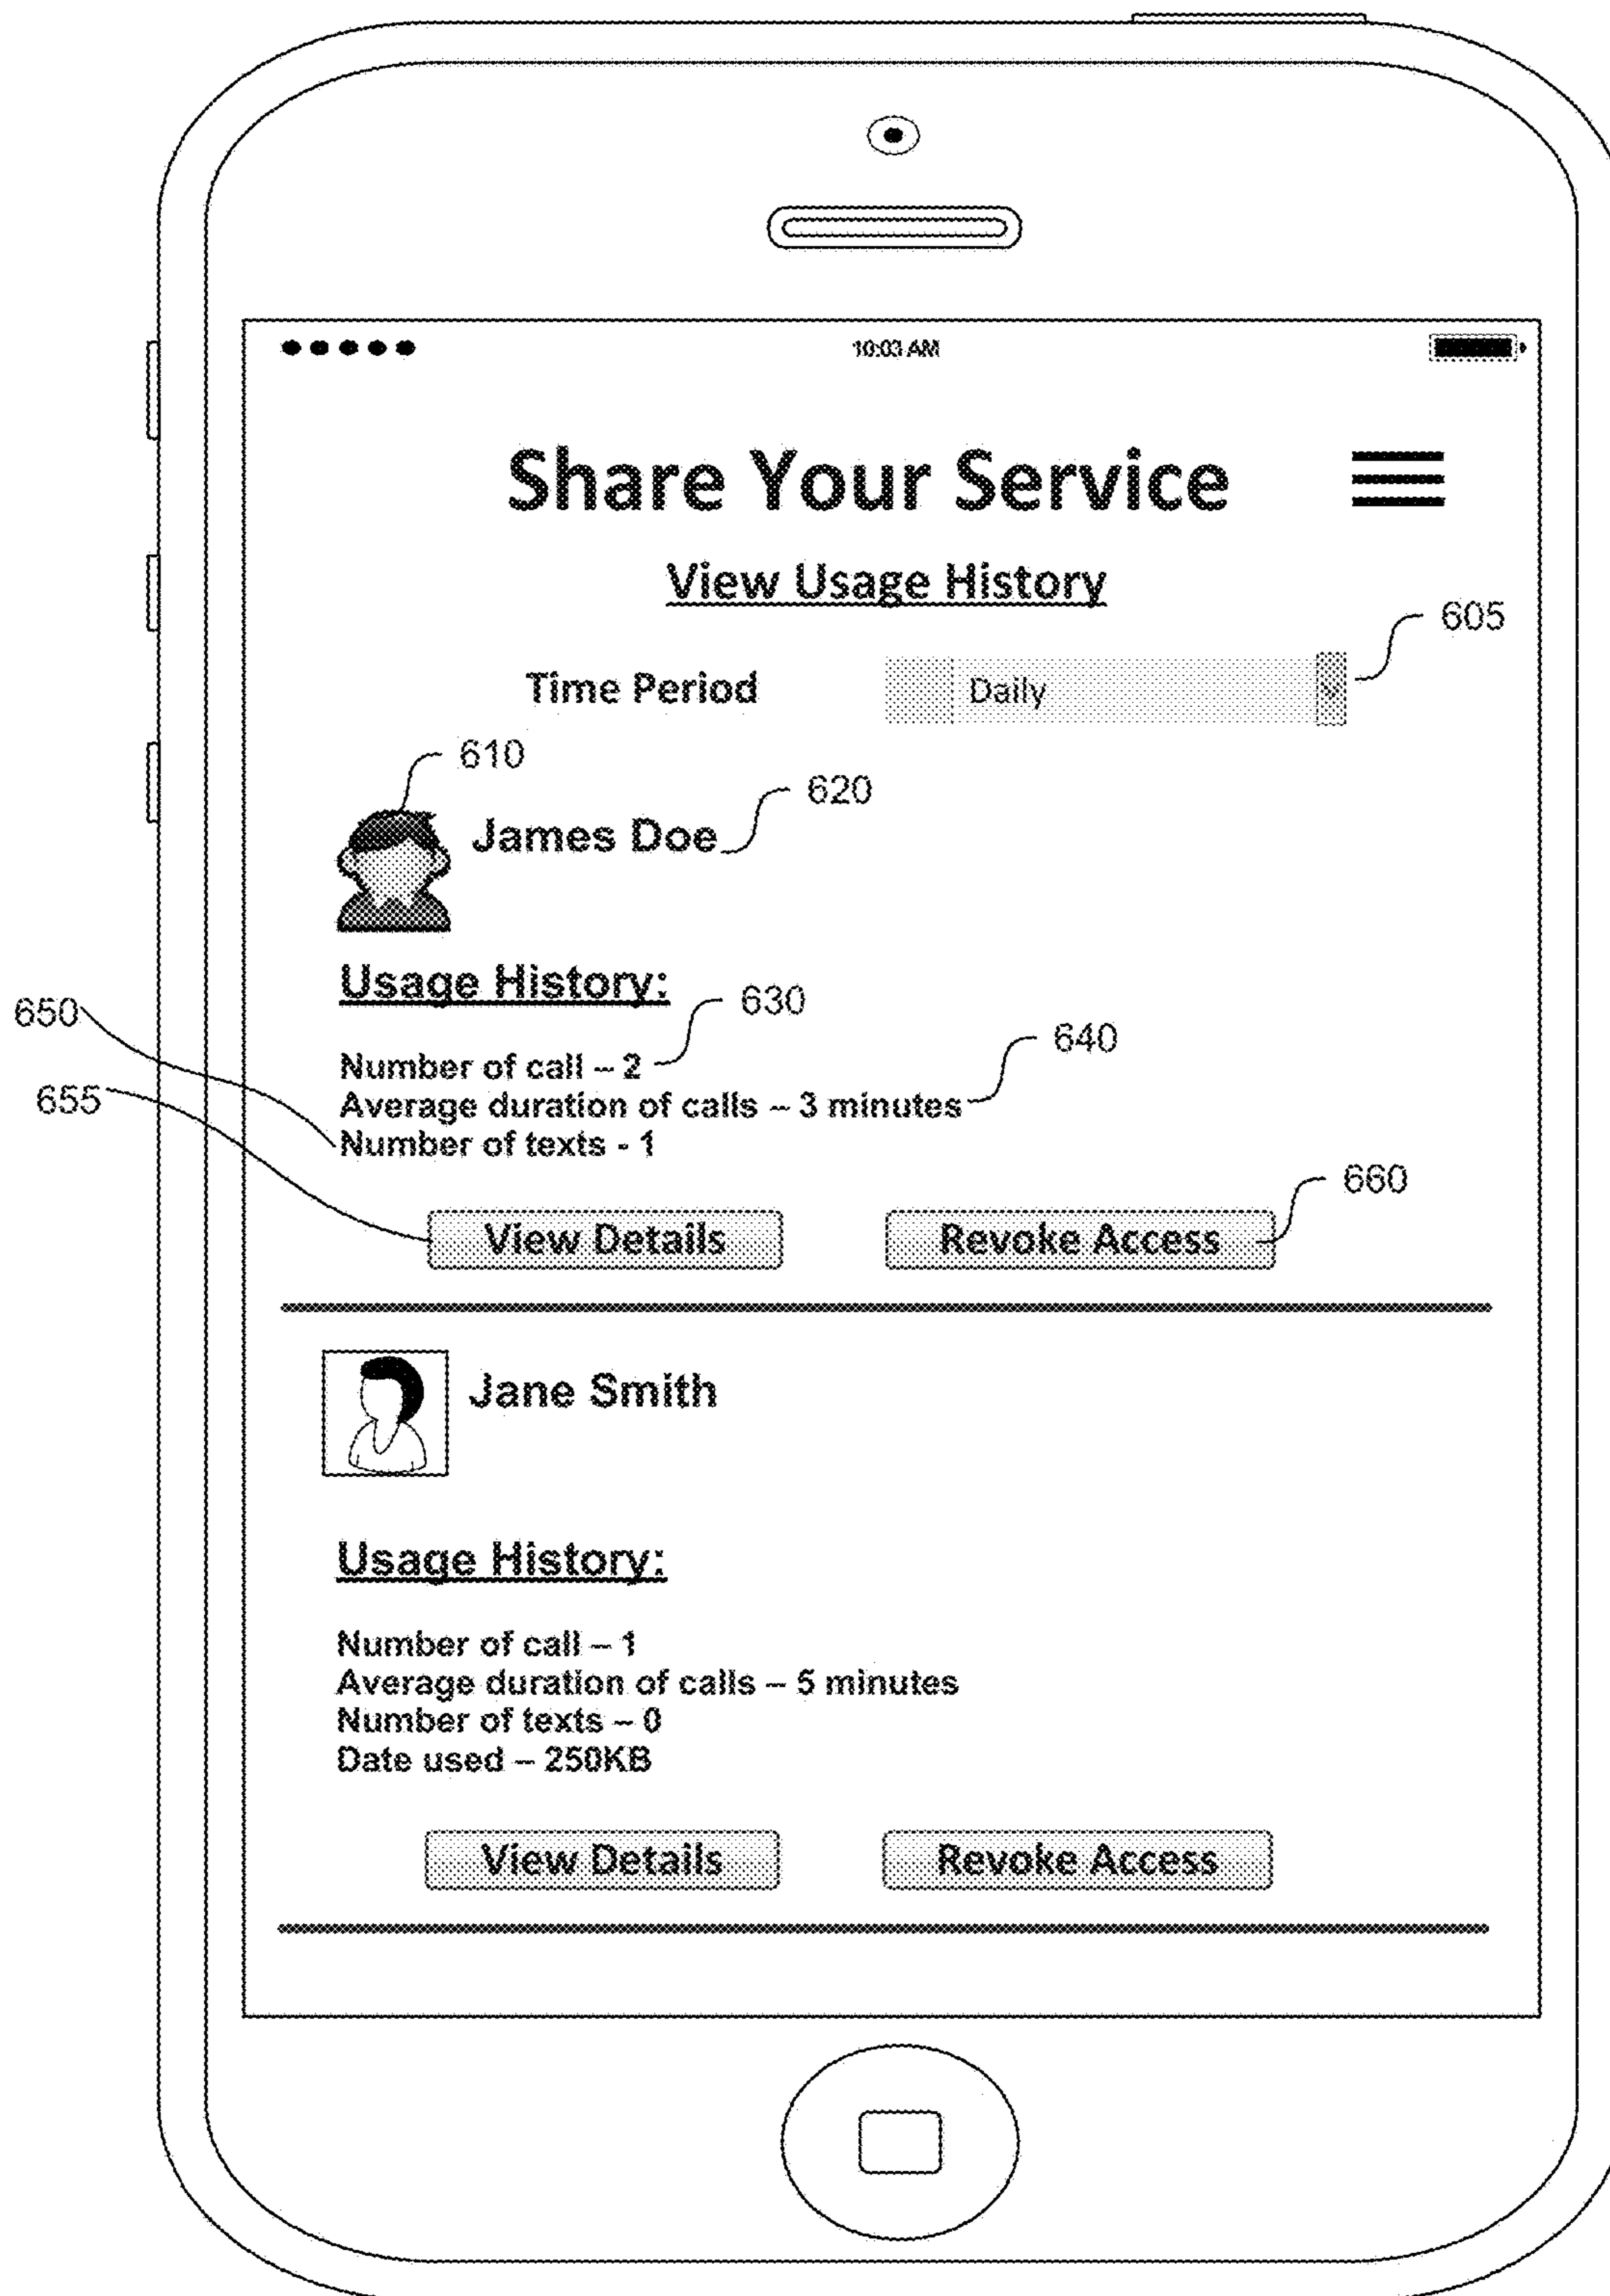 10:03 AM
Share Your Service
View Usage History
605
Time Period Daily
610
620
James Doe
Usage History:
630
650
640
Number of call – 2
655
Average duration of calls – 3 minutes
Number of texts - 1
660
View Details Revoke Access
Jane Smith
Usage History:
Number of call – 1
Average duration of calls – 5 minutes
Number of texts – 0
Date used – 250KB
View Details Revoke Access